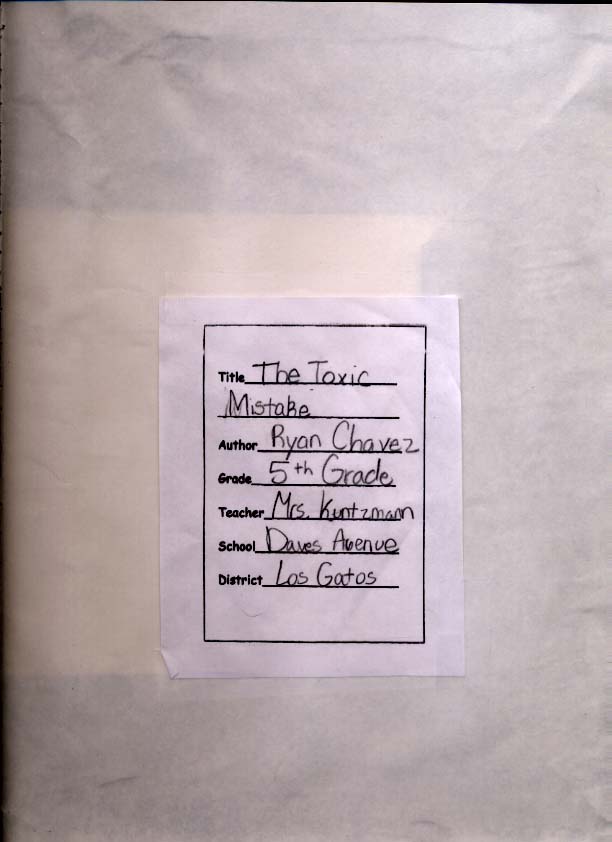 Title The Toxic
Mistake
Author Ryan Chavez
Grade 5th Grade
Teacher Mrs. Kuntzmann
School Daves Avenue
District Los Gatos